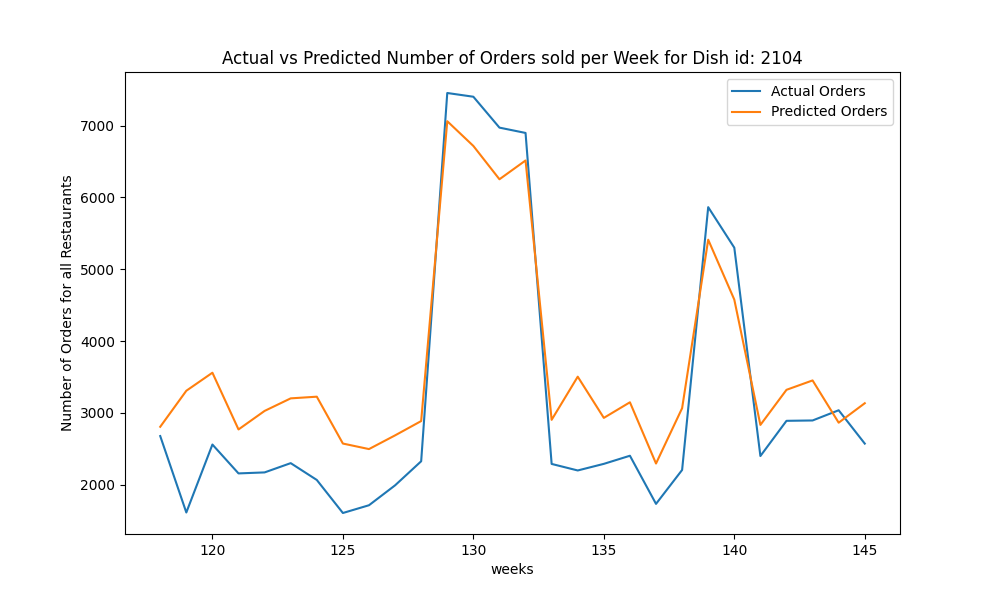 Actual vs Predicted Number of Orders sold per Week for Dish id: 2104
Actual Orders
Predicted Orders
Number of Orders for all Restaurants
7000
6000
5000
4000
3000
2000
120
125
130
135
140
145
weeks